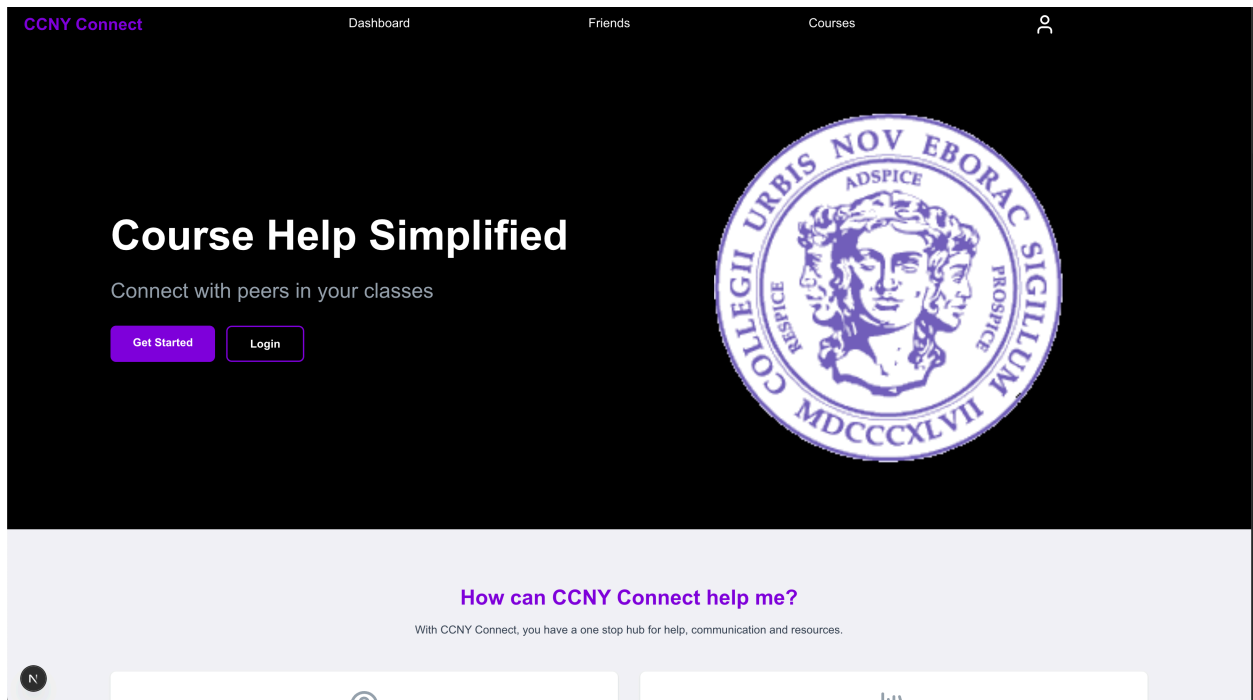 CCNY Connect
Dashboard
Friends
Courses
Course Help Simplified
Connect with peers in your classes
Get Started
Login
COLLEGII URBIS NOV EBORAC SIGILLUM MDCCCXLVII
RESPICE ADSPICE PROSPICE
How can CCNY Connect help me?
With CCNY Connect, you have a one stop hub for help, communication and resources.
N